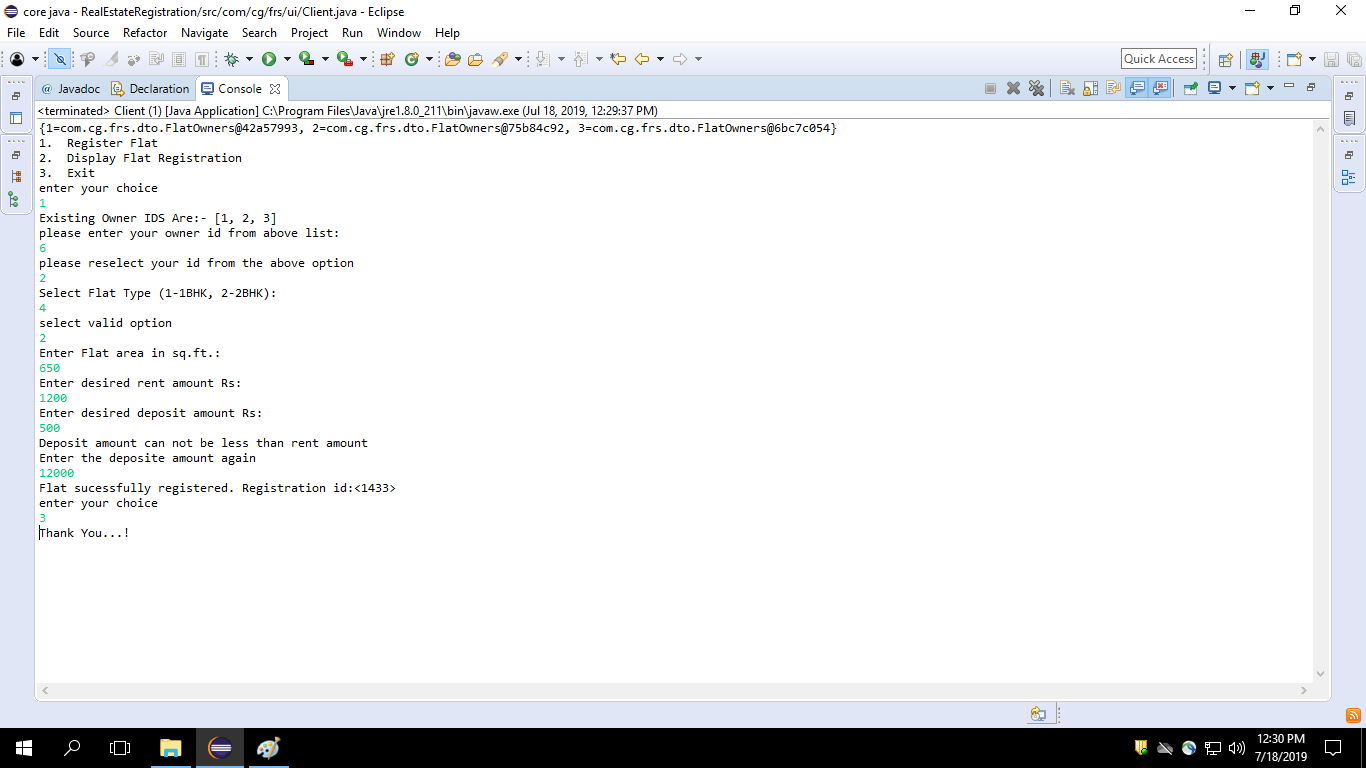 core java - RealEstateRegistration/src/com/cg/frs/ui/Client.java - Eclipse
File Edit Source Refactor Navigate Search Project Run Window Help
Quick Access
@ Javadoc Declaration Console
<terminated> Client (1) [Java Application] C:\Program Files\Java\jre1.8.0_211\bin\javaw.exe (Jul 18, 2019, 12:29:37 PM)
{1=com.cg.frs.dto.FlatOwners@42a57993, 2=com.cg.frs.dto.FlatOwners@75b84c92, 3=com.cg.frs.dto.FlatOwners@6bc7c054}
1. Register Flat
2. Display Flat Registration
3. Exit
enter your choice
1
Existing Owner IDS Are:- [1, 2, 3]
please enter your owner id from above list:
6
please reselect your id from the above option
2
Select Flat Type (1-1BHK, 2-2BHK):
4
select valid option
2
Enter Flat area in sq.ft.:
650
Enter desired rent amount Rs:
1200
Enter desired deposit amount Rs:
500
Deposit amount can not be less than rent amount
Enter the deposite amount again
12000
Flat sucessfully registered. Registration id:<1433>
enter your choice
3
Thank You...!
12:30 PM
7/18/2019